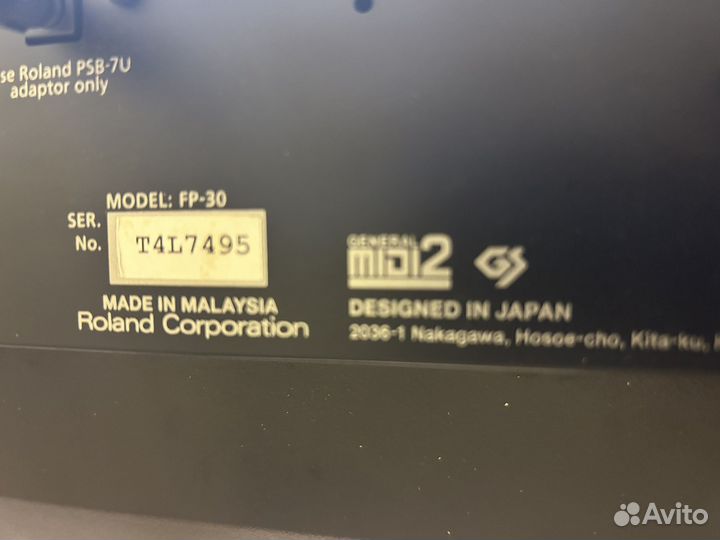 se Roland PSB-7U
adaptor only
MODEL: FP-30
SER.
No.
T4L7495
MADE IN MALAYSIA
Roland Corporation
GENERAL
MIDI2
GS
DESIGNED IN JAPAN
2036-1 Nakagawa, Hosoe-cho, Kita-ku,
Avito